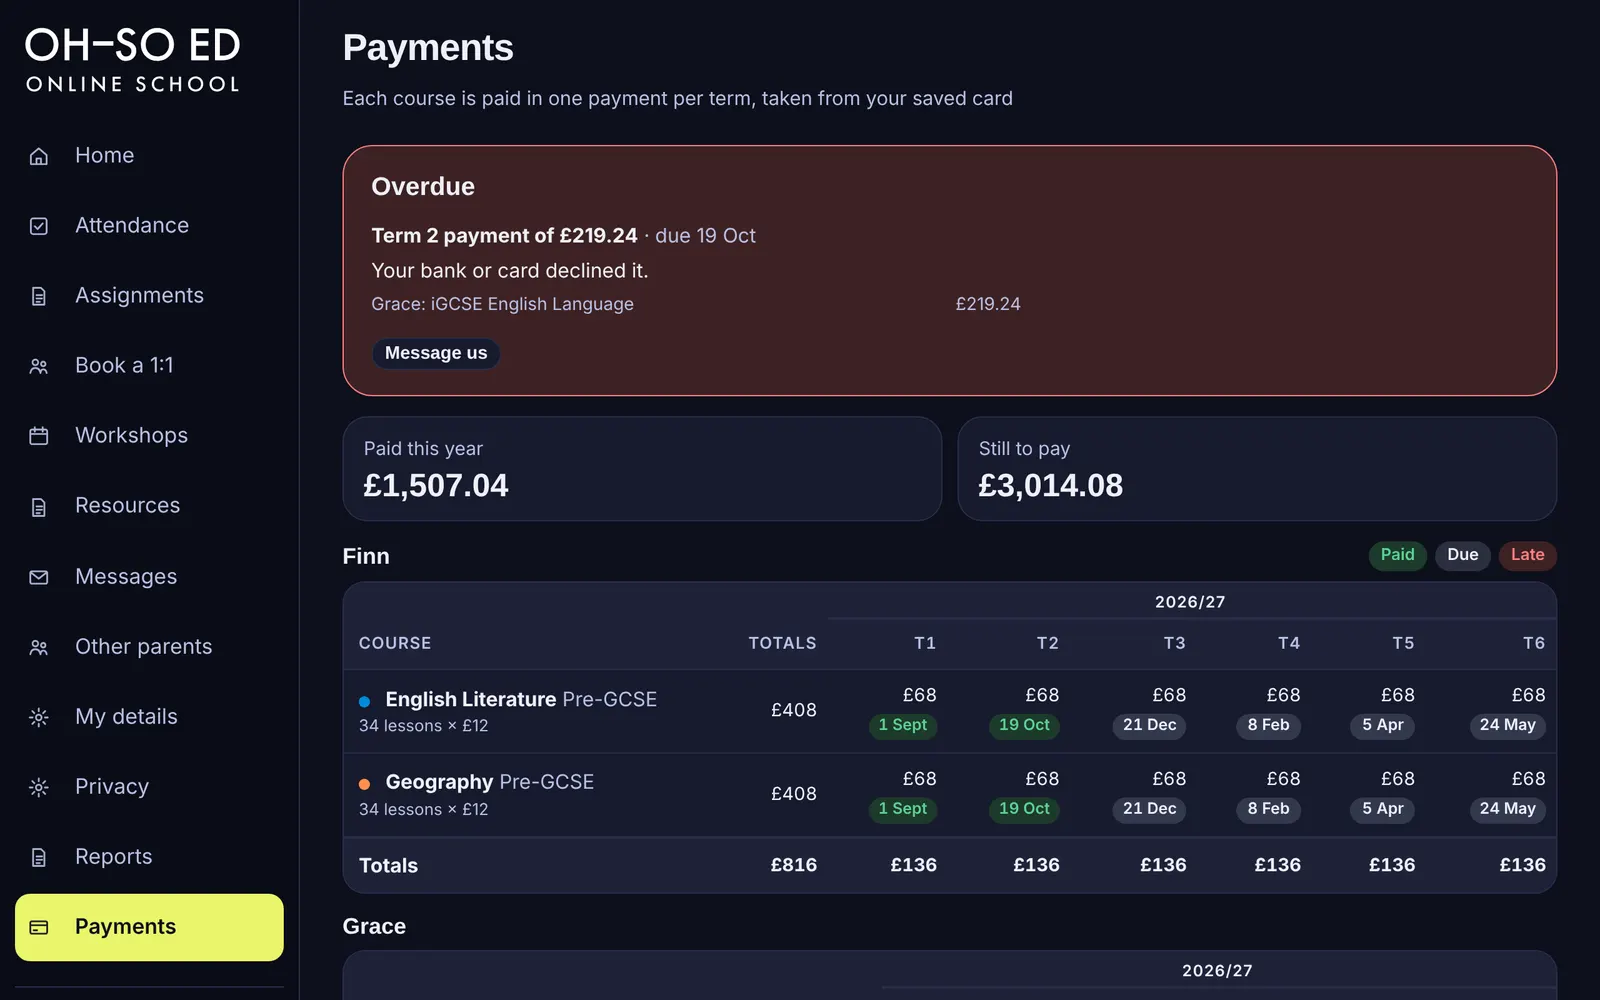 OH-SO ED
ONLINE SCHOOL
Home
Attendance
Assignments
Book a 1:1
Workshops
Resources
Messages
Other parents
My details
Privacy
Reports
Payments
Payments
Each course is paid in one payment per term, taken from your saved card
Overdue
Term 2 payment of £219.24 · due 19 Oct
Your bank or card declined it.
Grace: iGCSE English Language £219.24
Message us
Paid this year
£1,507.04
Still to pay
£3,014.08
Finn
Paid Due Late
2026/27
COURSE TOTALS T1 T2 T3 T4 T5 T6
English Literature Pre-GCSE £408 £68 £68 £68 £68 £68 £68
34 lessons × £12 1 Sept 19 Oct 21 Dec 8 Feb 5 Apr 24 May
Geography Pre-GCSE £408 £68 £68 £68 £68 £68 £68
34 lessons × £12 1 Sept 19 Oct 21 Dec 8 Feb 5 Apr 24 May
Totals £816 £136 £136 £136 £136 £136 £136
Grace
2026/27